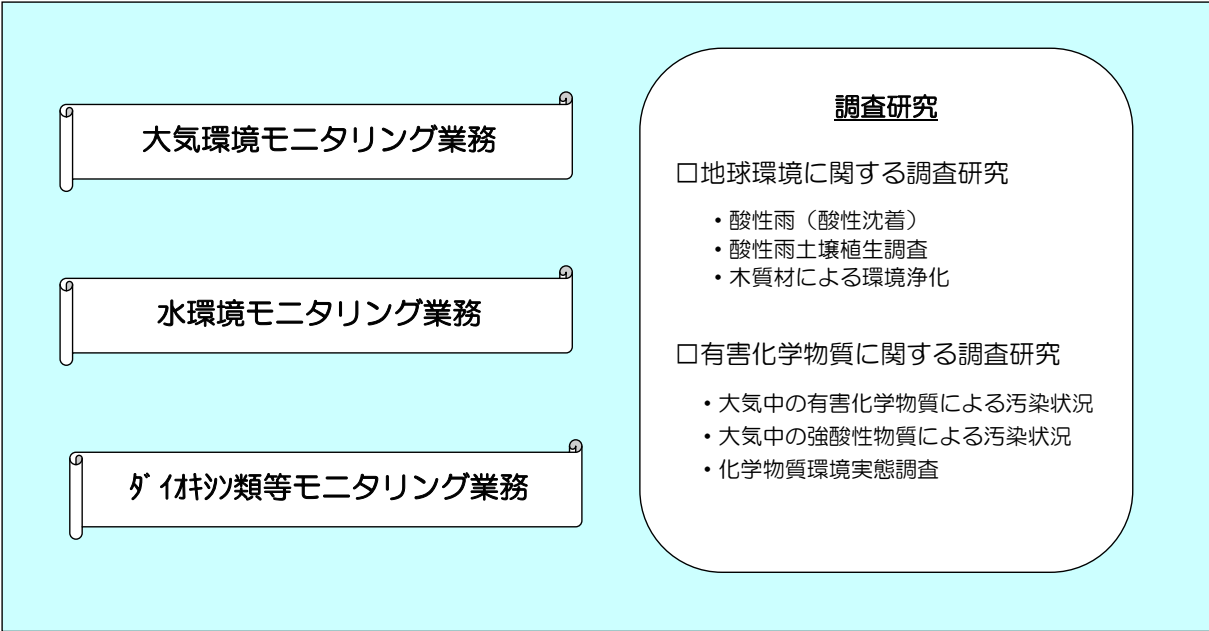 大気環境モニタリング業務
水環境モニタリング業務
ﾀﾞｲｵｷｼﾝ類等モニタリング業務
調査研究
□地球環境に関する調査研究
・酸性雨（酸性沈着）
・酸性雨土壌植生調査
・木質材による環境浄化
□有害化学物質に関する調査研究
・大気中の有害化学物質による汚染状況
・大気中の強酸性物質による汚染状況
・化学物質環境実態調査